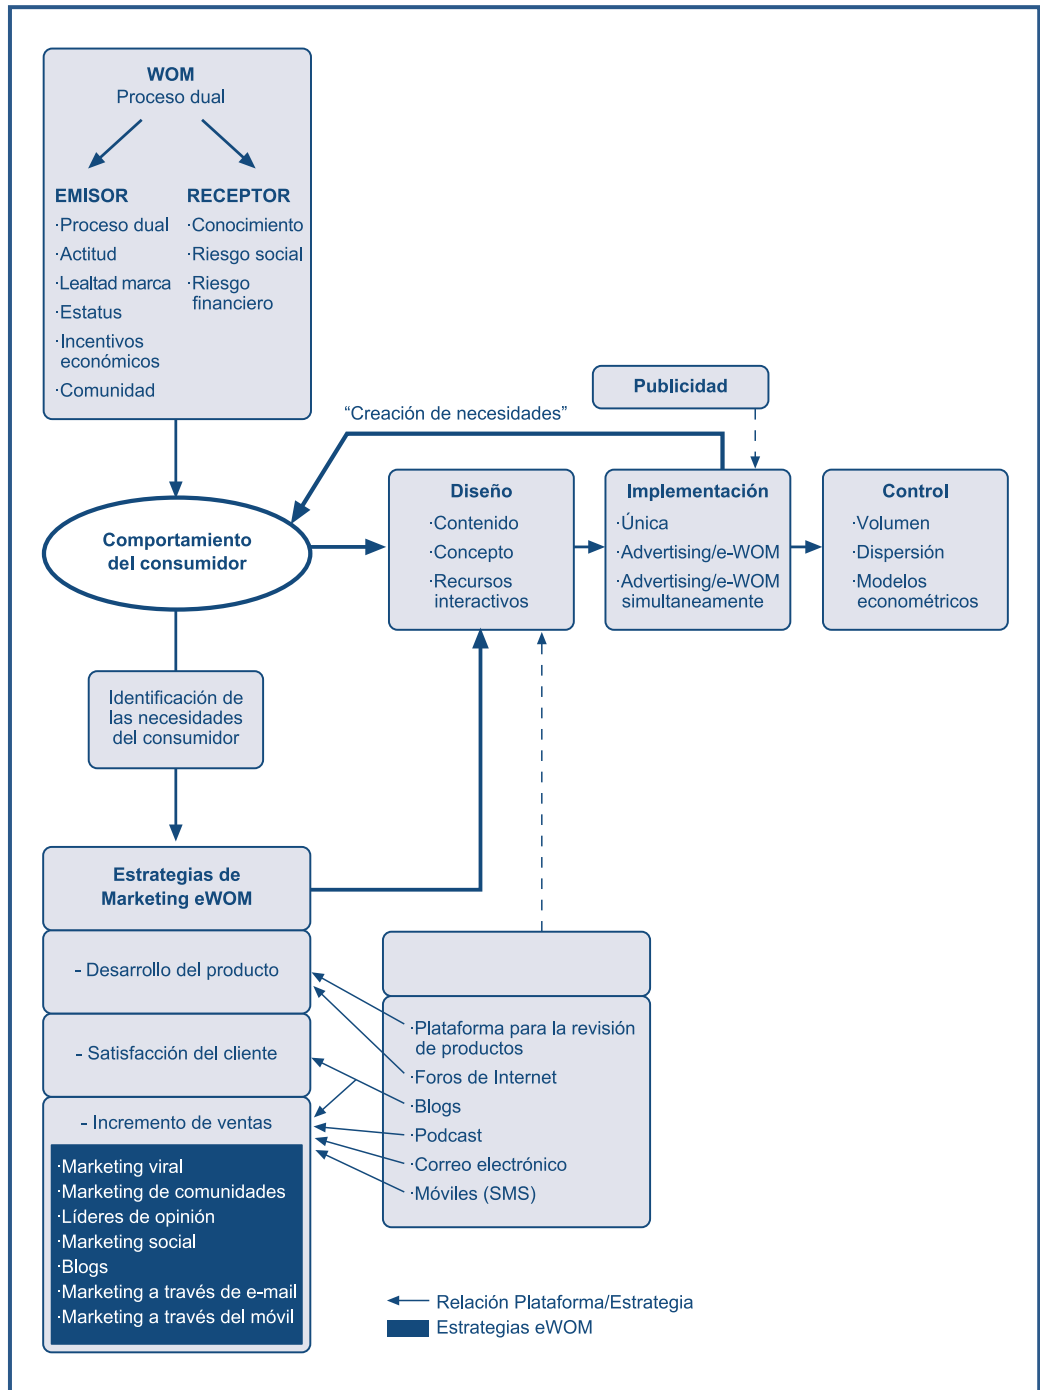 WOM
Proceso dual
EMISOR
·Proceso dual
·Actitud
·Lealtad marca
·Estatus
·Incentivos
económicos
·Comunidad
RECEPTOR
·Conocimiento
·Riesgo social
·Riesgo
financiero
Publicidad
“Creación de necesidades”
Comportamiento
del consumidor
Diseño
·Contenido
·Concepto
·Recursos
interactivos
Implementación
·Única
·Advertising/e-WOM
·Advertising/e-WOM
simultaneamente
Control
·Volumen
·Dispersión
·Modelos
econométricos
Identificación de
las necesidades
del consumidor
Estrategias de
Marketing eWOM
- Desarrollo del producto
- Satisfacción del cliente
- Incremento de ventas
·Marketing viral
·Marketing de comunidades
·Líderes de opinión
·Marketing social
·Blogs
·Marketing a través de e-mail
·Marketing a través del móvil
·Plataforma para la revisión
de productos
·Foros de Internet
·Blogs
·Podcast
·Correo electrónico
·Móviles (SMS)
Relación Plataforma/Estrategia
Estrategias eWOM